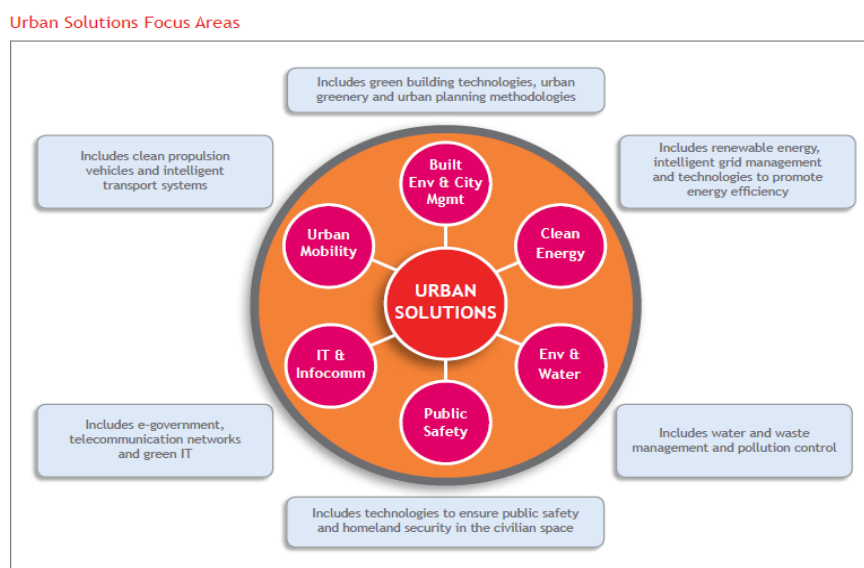 Urban Solutions Focus Areas
Includes green building technologies, urban
greenery and urban planning methodologies
Includes clean propulsion
vehicles and intelligent
transport systems
Includes renewable energy,
intelligent grid management
and technologies to promote
energy efficiency
Built
Env & City
Mgmt
Urban
Mobility
Clean
Energy
URBAN
SOLUTIONS
IT &
Infocomm
Env &
Water
Public
Safety
Includes e-government,
telecommunication networks
and green IT
Includes water and waste
management and pollution control
Includes technologies to ensure public safety
and homeland security in the civilian space